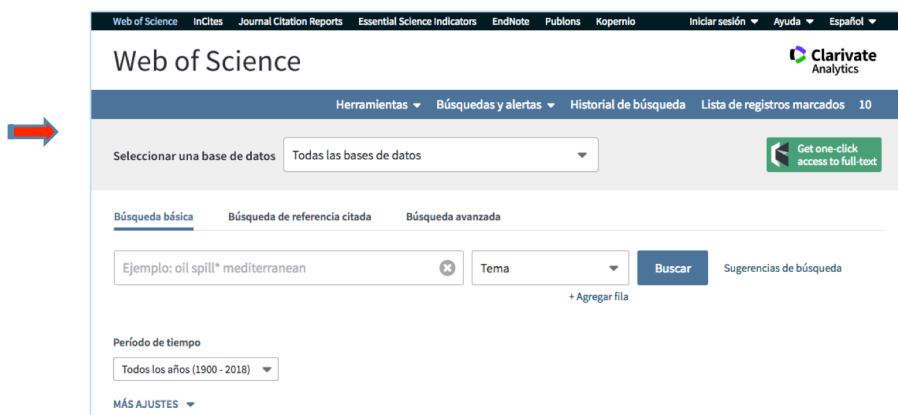 Web of Science InCites Journal Citation Reports Essential Science Indicators EndNote Publons Kopernio Iniciar sesión Ayuda Español
Web of Science
Clarivate
Analytics
Herramientas Búsquedas y alertas Historial de búsqueda Lista de registros marcados 10
Seleccionar una base de datos Todas las bases de datos
Get one-click
access to full-text
Búsqueda básica Búsqueda de referencia citada Búsqueda avanzada
Ejemplo: oil spill* mediterranean Tema Buscar Sugerencias de búsqueda
+ Agregar fila
Período de tiempo
Todos los años (1900 - 2018)
MÁS AJUSTES